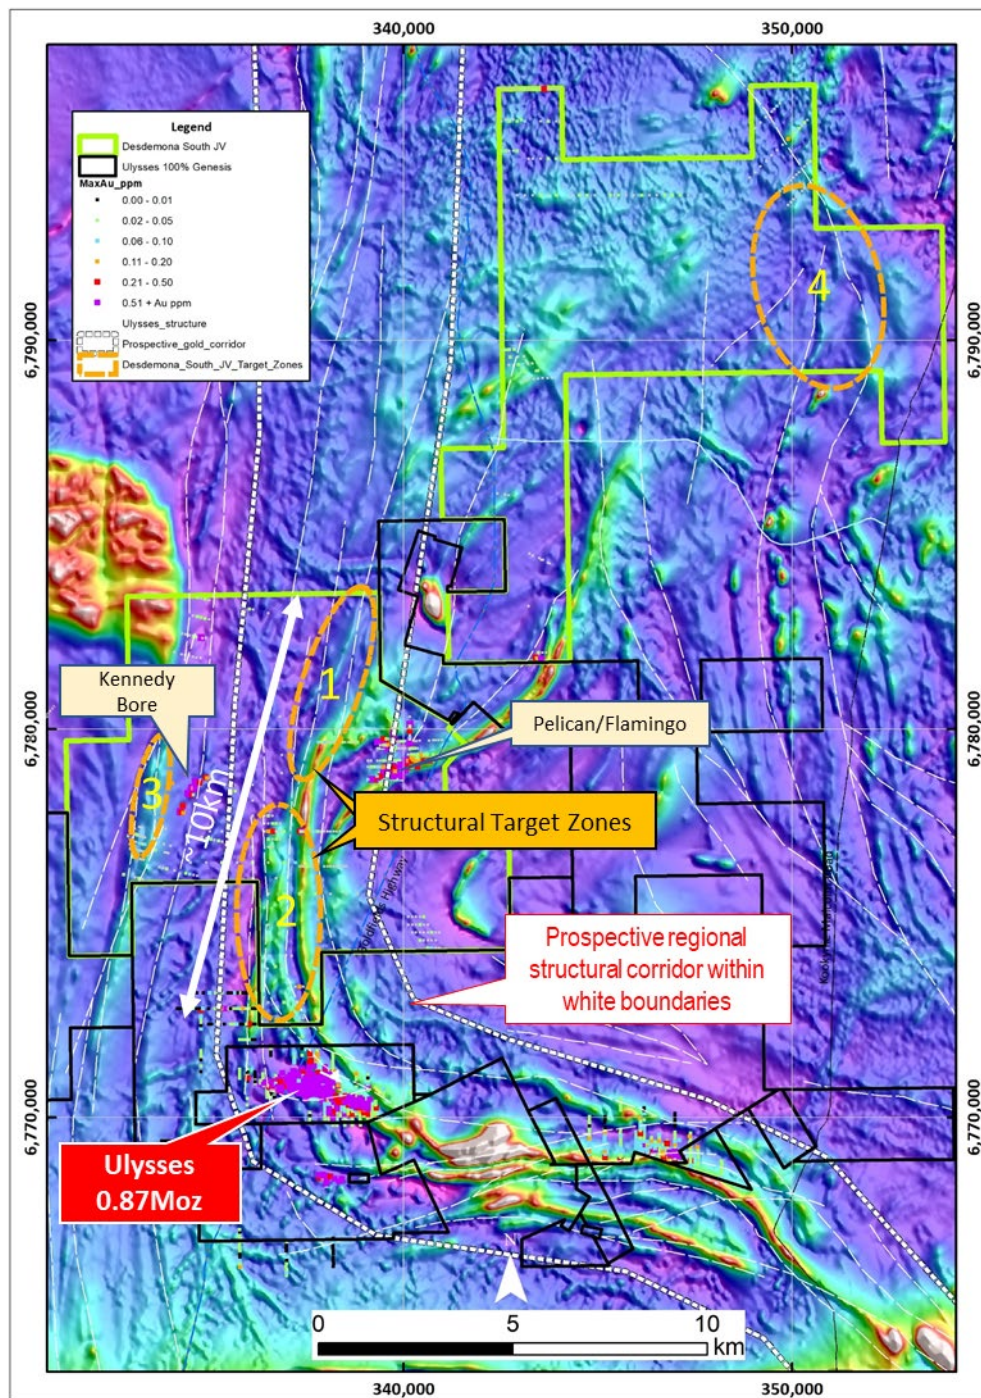 340,000
350,000
Legend
Desdemona South JV
Ulysses 100% Genesis
MaxAu_ppm
0.00 - 0.01
0.02 - 0.05
0.06 - 0.10
0.11 - 0.20
0.21 - 0.50
0.51 + Au ppm
Ulysses_structure
Prospective_gold_corridor
Desdemona_South_JV_Target_Zones
4
6,790,000
6,790,000
1
Kennedy
Bore
Pelican/Flamingo
6,780,000
6,780,000
3
~10km
Structural Target Zones
2
Goldfields Highway
Prospective regional
structural corridor within
white boundaries
6,770,000
6,770,000
Ulysses
0.87Moz
N
0
5
10
km
340,000
350,000